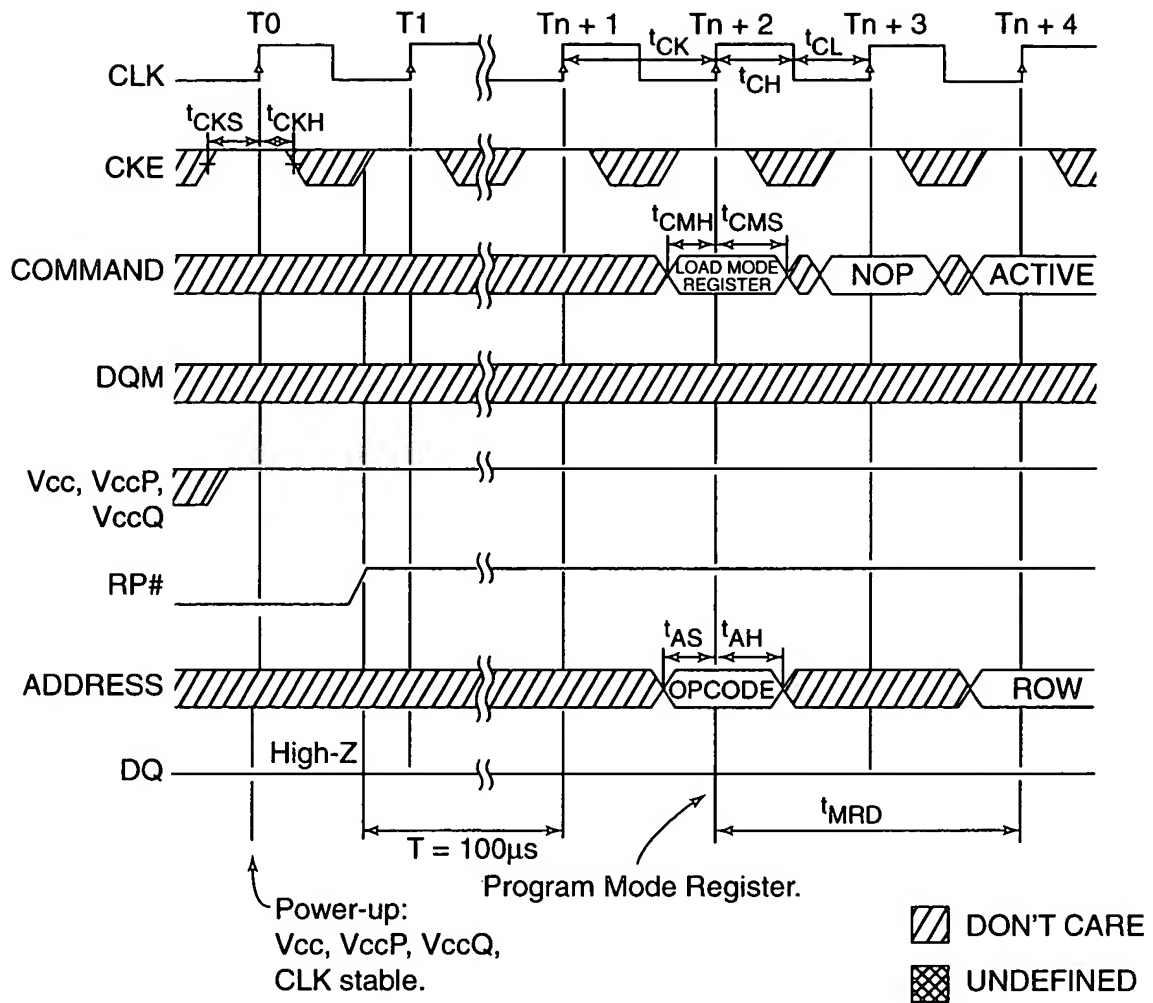 T0 T1 Tn + 1 Tn + 2 Tn + 3 Tn + 4
tCK tCL
CLK
tCH
tCKS tCKH
CKE
tCMH tCMS
COMMAND LOAD MODE REGISTER NOP ACTIVE
DQM
Vcc, VccP,
VccQ
RP#
tAS tAH
ADDRESS OPCODE ROW
High-Z
DQ
tMRD
T = 100µs
Program Mode Register.
Power-up:
Vcc, VccP, VccQ,
CLK stable.
DON'T CARE
UNDEFINED